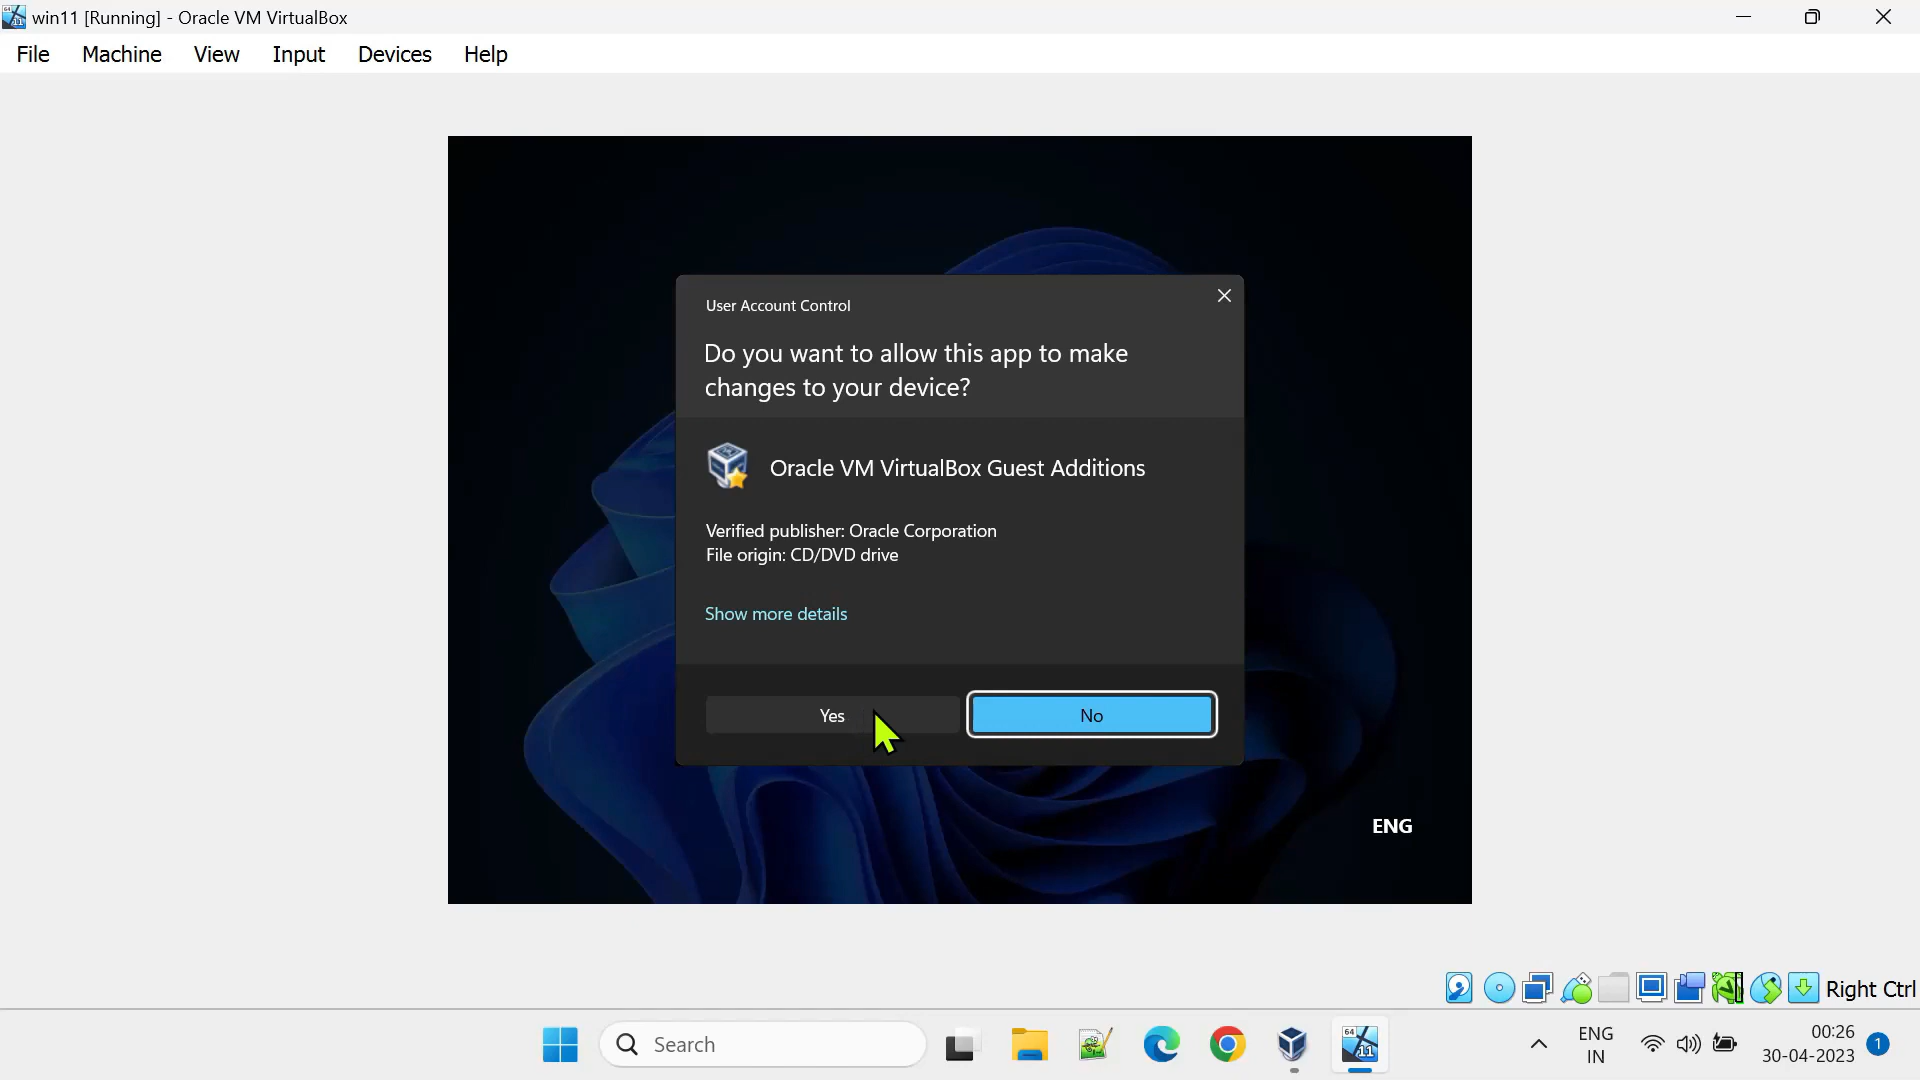 win11 [Running] - Oracle VM VirtualBox
File Machine View Input Devices Help
User Account Control
Do you want to allow this app to make
changes to your device?
Oracle VM VirtualBox Guest Additions
Verified publisher: Oracle Corporation
File origin: CD/DVD drive
Show more details
Yes No
ENG
Right Ctrl
Search
64
11
ENG
IN
00:26
30-04-2023
1